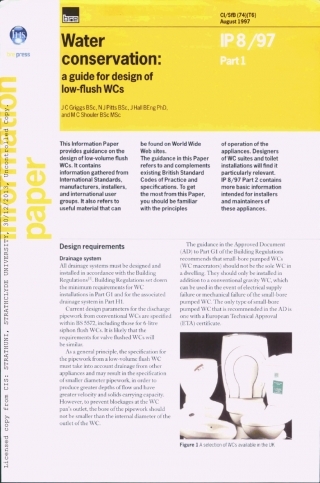 bre
CI/SfB (74)(T6)
August 1997
IHS
bre press
Water
conservation:
a guide for design of
low-flush WCs
IP 8/97
Part 1
J C Griggs BSc, N J Pitts BSc, J Hall BEng PhD,
and M C Shouler BSc MSc
information
paper
This Information Paper
provides guidance on the
design of low-volume flush
WCs. It contains
information gathered from
International Standards,
manufacturers, installers,
and international user
groups. It also refers to
useful material that can
be found on World Wide
Web sites.
The guidance in this Paper
refers to and complements
existing British Standard
Codes of Practice and
specifications. To get
the most from this Paper,
you should be familiar
with the principles
of operation of the
appliances. Designers
of WC suites and toilet
installations will find it
particularly relevant.
IP 8/97 Part 2 contains
more basic information
intended for installers
and maintainers of
these appliances.
Design requirements
Drainage system
All drainage systems must be designed and
installed in accordance with the Building
Regulations. Building Regulations set down
the minimum requirements for WC
installations in Part G1 and for the associated
drainage system in Part H1.
Current design parameters for the discharge
pipework from conventional WCs are specified
within BS 5572, including those for 6-litre
siphon flush WCs. It is likely that the
requirements for valve flushed WCs will
be similar.
As a general principle, the specification for
the pipework from a low-volume flush WC
must take into account drainage from other
appliances and may result in the specification
of smaller diameter pipework, in order to
produce greater depths of flow and have
greater velocity and solids carrying capacity.
However, to prevent blockages at the WC
pan's outlet, the bore of the pipework should
not be smaller than the internal diameter of the
outlet of the WC.
The guidance in the Approved Document
(AD) to Part G1 of the Building Regulations
recommends that small-bore pumped WCs
(WC macerators) should not be the sole WC in
a dwelling. They should only be installed in
addition to a conventional gravity WC, which
can be used in the event of electrical supply
failure or mechanical failure of the small-bore
pumped WC. The only type of small-bore
pumped WC that is recommended in the AD is
one with a European Technical Approval
(ETA) certificate.
Figure 1 A selection of WCs available in the UK
Licensed copy from CIS: STRATHUNI, STRATHCLYDE UNIVERSITY, 30/12/2013, Uncontrolled Copy.